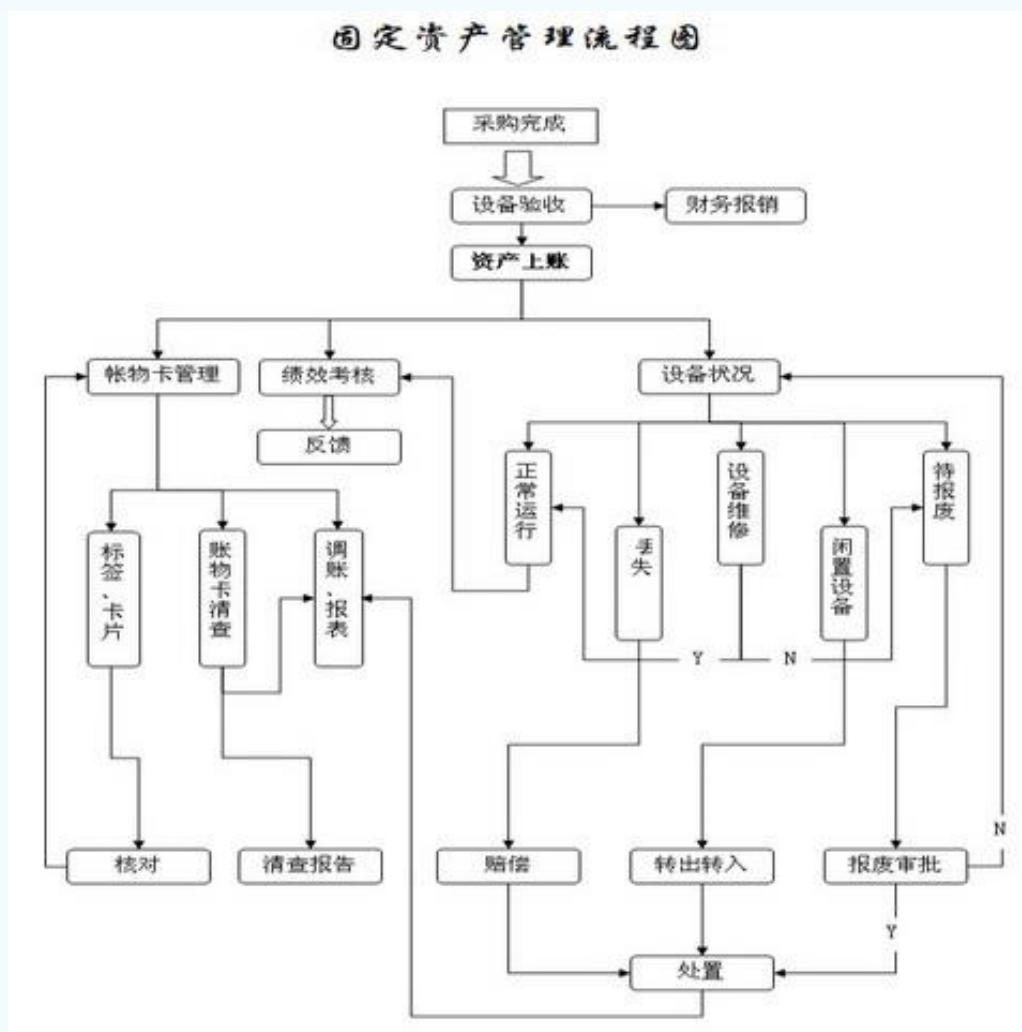 固定资产管理流程图
采购完成
设备验收
财务报销
资产上账
帐物卡管理
绩效考核
设备状况
反馈
正常运行
丢失
设备维修
闲置设备
待报废
标签、卡片
账物卡清查
调账、报表
Y
N
N
核对
清查报告
赔偿
转出转入
报废审批
Y
处置